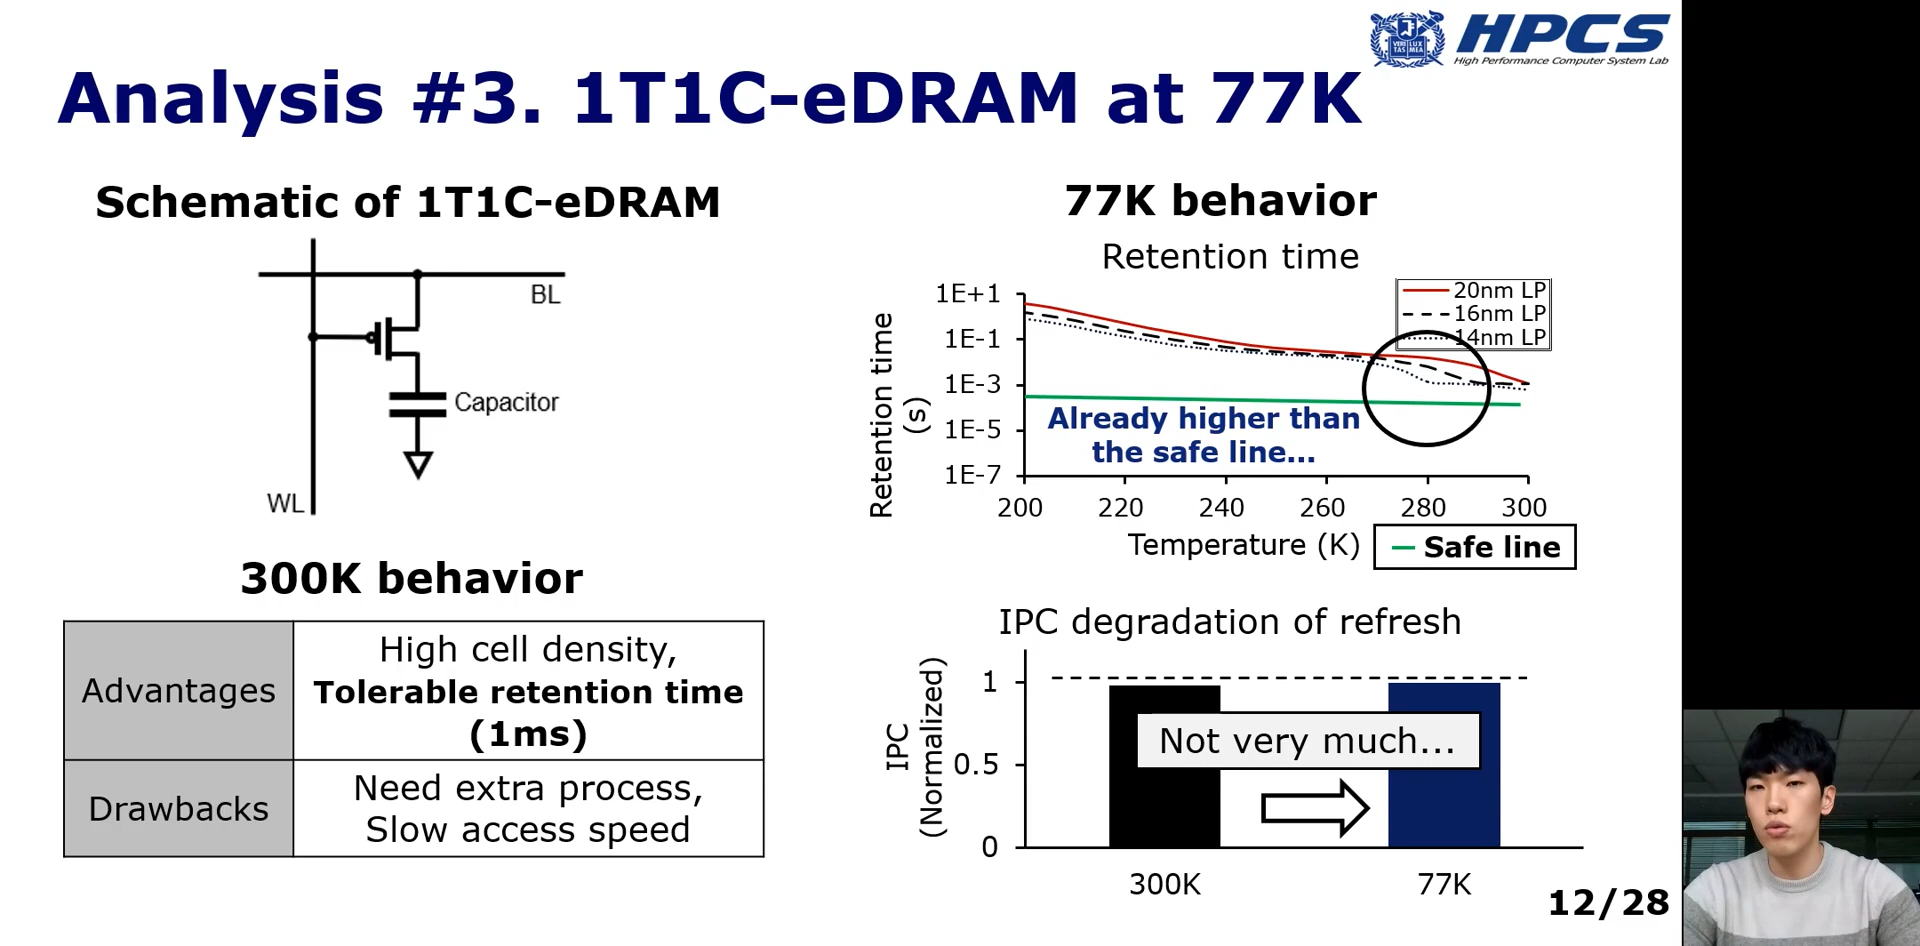 HPCS
High Performance Computer System Lab
VERI LUX
TAS MEA
Analysis #3. 1T1C-eDRAM at 77K
Schematic of 1T1C-eDRAM
BL
Capacitor
WL
300K behavior
Advantages
High cell density,
Tolerable retention time
(1ms)
Drawbacks
Need extra process,
Slow access speed
77K behavior
Retention time
Retention time
(s)
1E+1
1E-1
1E-3
1E-5
1E-7
20nm LP
16nm LP
14nm LP
Already higher than
the safe line...
200 220 240 260 280 300
Temperature (K)
Safe line
IPC degradation of refresh
IPC
(Normalized)
1
0.5
0
Not very much...
300K 77K
12/28